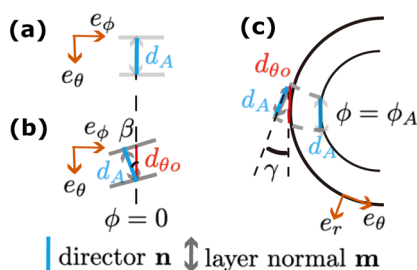 (a)
e_ϕ
d_A
e_θ
(b)
e_ϕ β
d_A d_θo
e_θ
ϕ = 0
(c)
d_θo
d_A
ϕ = ϕ_A
d_A
γ
e_r e_θ
director n layer normal m